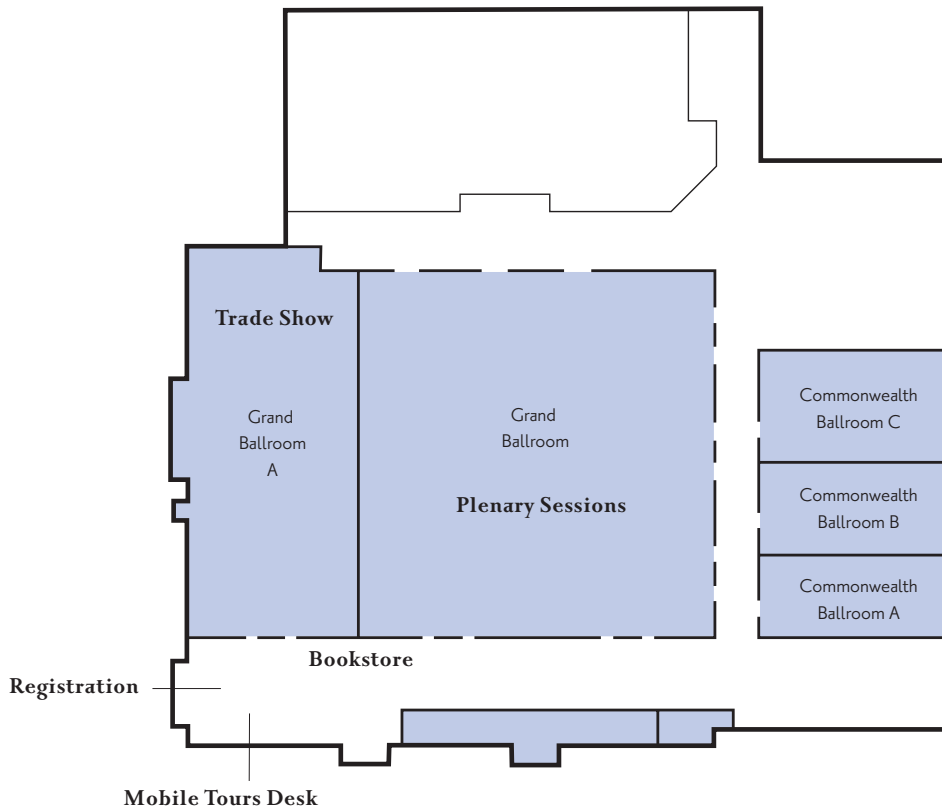 Trade Show
Grand
Ballroom
A
Grand
Ballroom
Plenary Sessions
Commonwealth
Ballroom C
Commonwealth
Ballroom B
Commonwealth
Ballroom A
Bookstore
Registration
Mobile Tours Desk